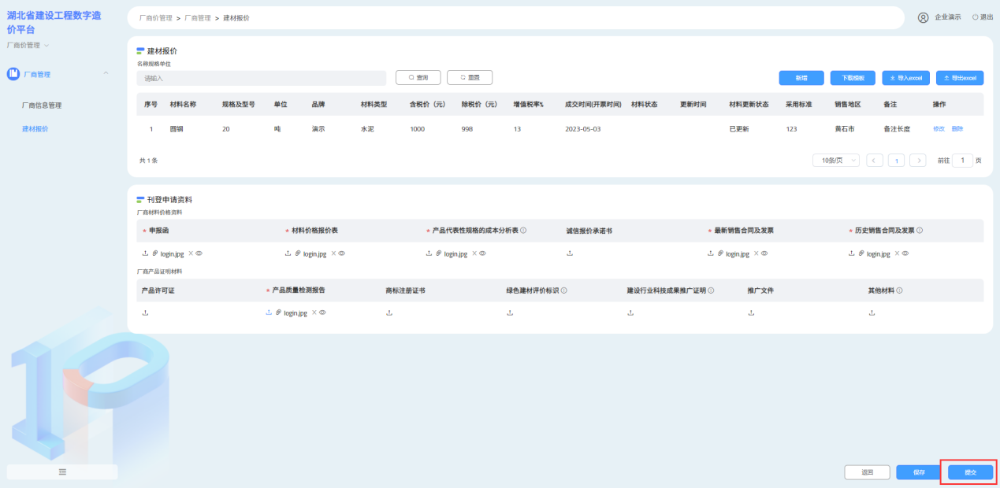 湖北省建设工程数字造
价平台
厂商价管理
厂商管理
厂商信息管理
建材报价
厂商价管理 > 厂商管理 > 建材报价
企业演示 退出
建材报价
名称规格单位
请输入 查询 重置 新增 下载模板 导入excel 导出excel
序号 材料名称 规格及型号 单位 品牌 材料类型 含税价（元） 除税价（元） 增值税率% 成交时间(开票时间) 材料状态 更新时间 材料更新状态 采用标准 销售地区 备注 操作
1 圆钢 20 吨 演示 水泥 1000 998 13 2023-05-03 已更新 123 黄石市 备注长度 修改 删除
共 1 条 10条/页 < 1 > 前往 1 页
刊登申请资料
厂商材料价格资料
* 申报函 * 材料价格报价表 * 产品代表性规格的成本分析表 诚信报价承诺书 * 最新销售合同及发票 * 历史销售合同及发票
login.jpg login.jpg login.jpg login.jpg login.jpg
厂商产品证明材料
产品许可证 * 产品质量检测报告 商标注册证书 绿色建材评价标识 建设行业科技成果推广证明 推广文件 其他材料
login.jpg
返回 保存 提交